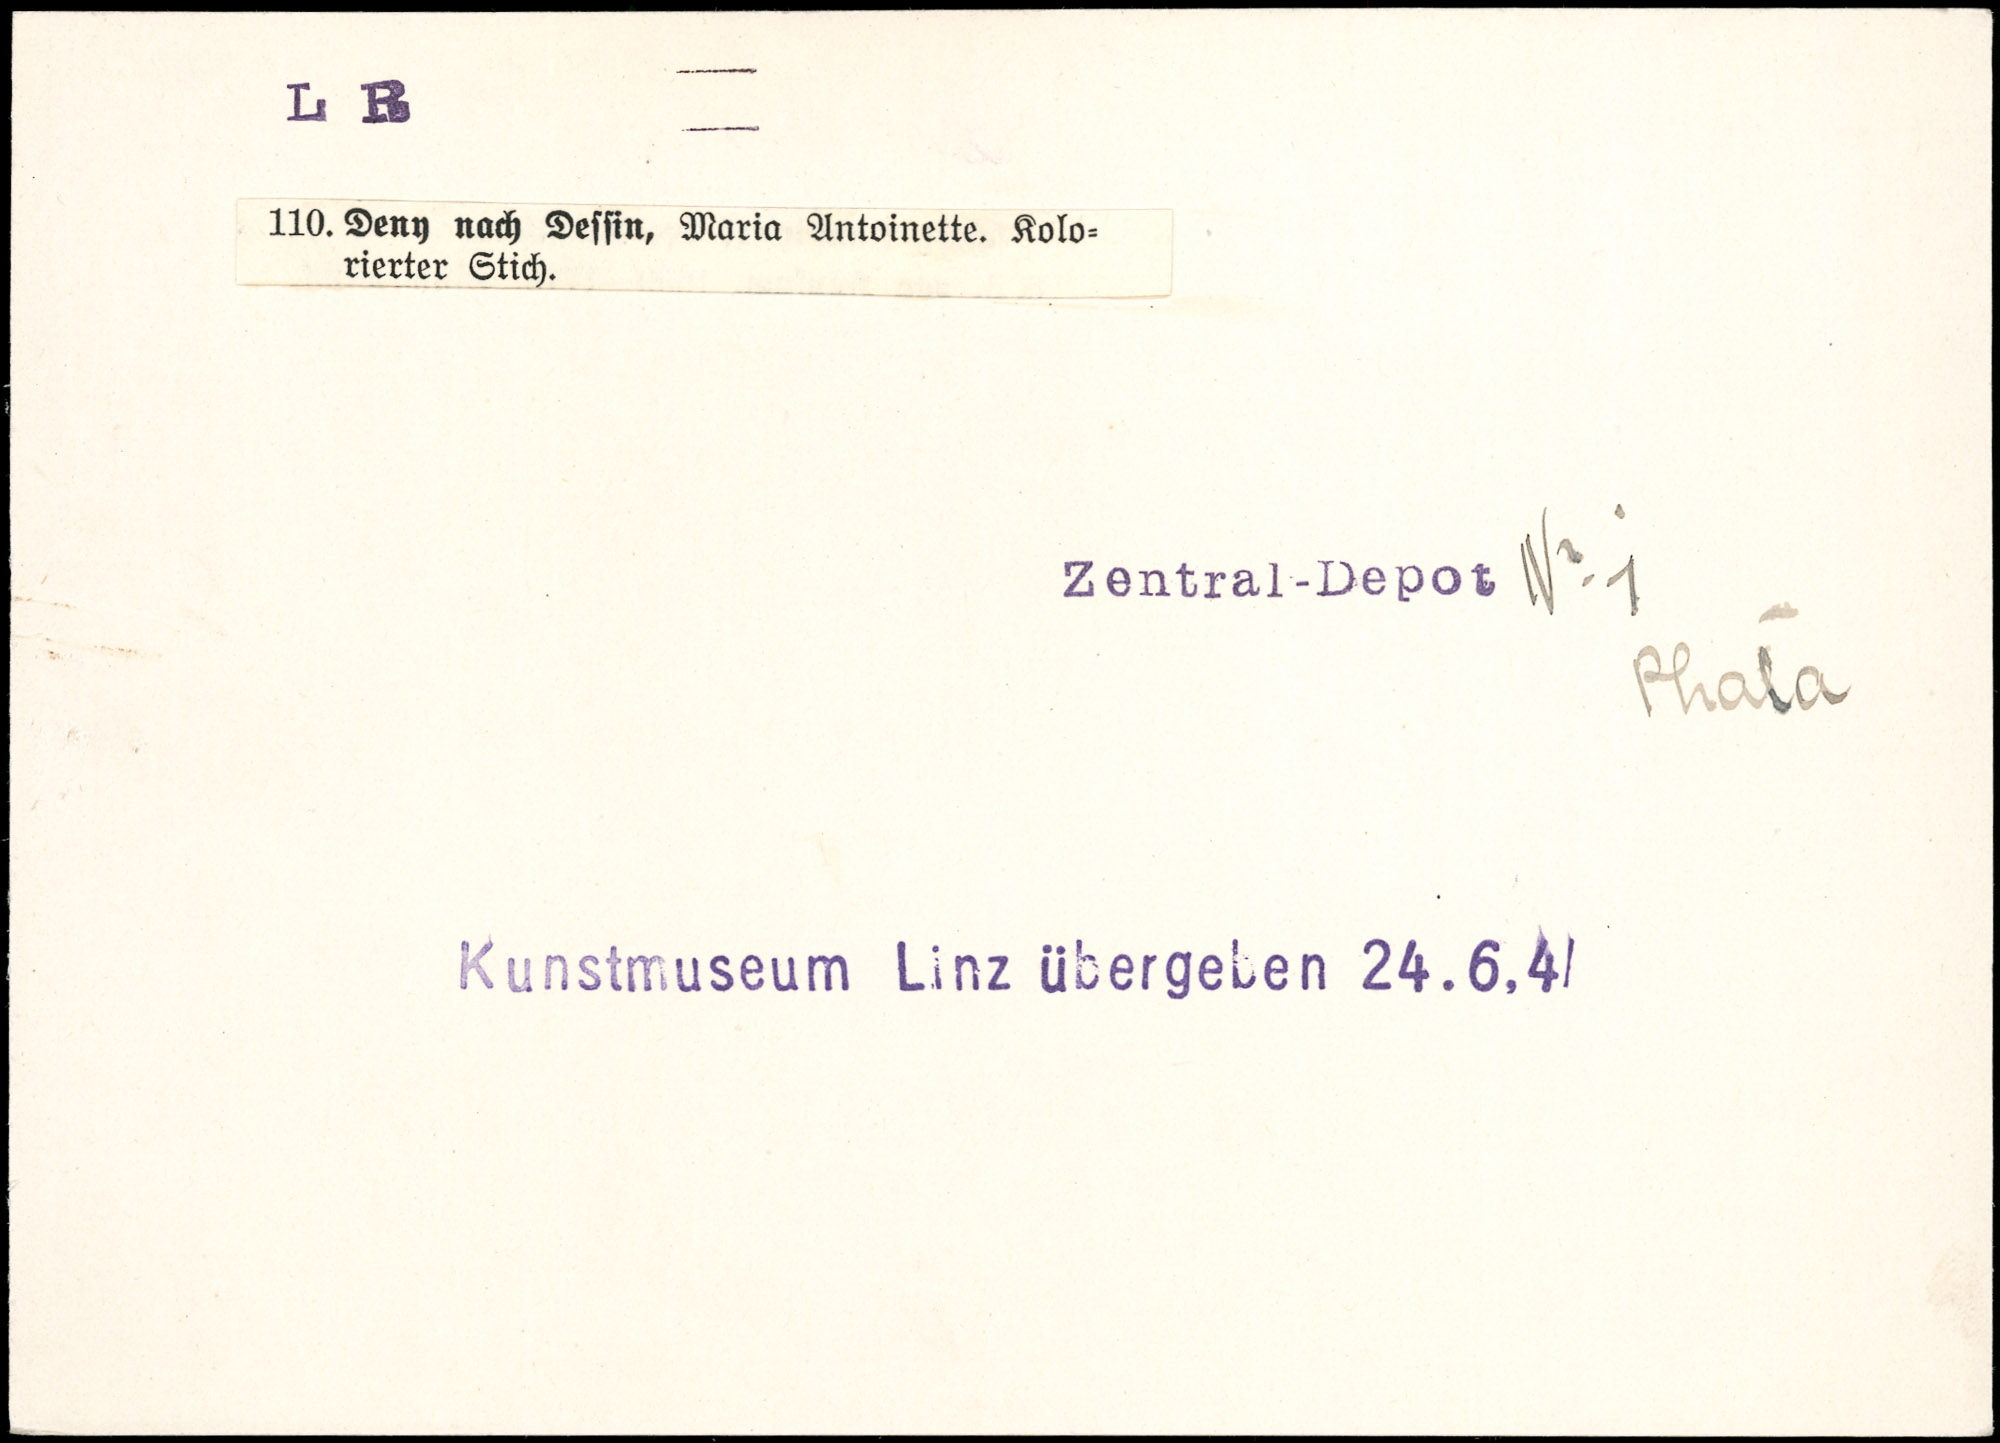 L R
110. Deny nach Dessin, Maria Antoinette. Kolo=
rierter Stich.
Zentral-Depot Nr. 1
Kunstmuseum Linz übergeben 24.6.41